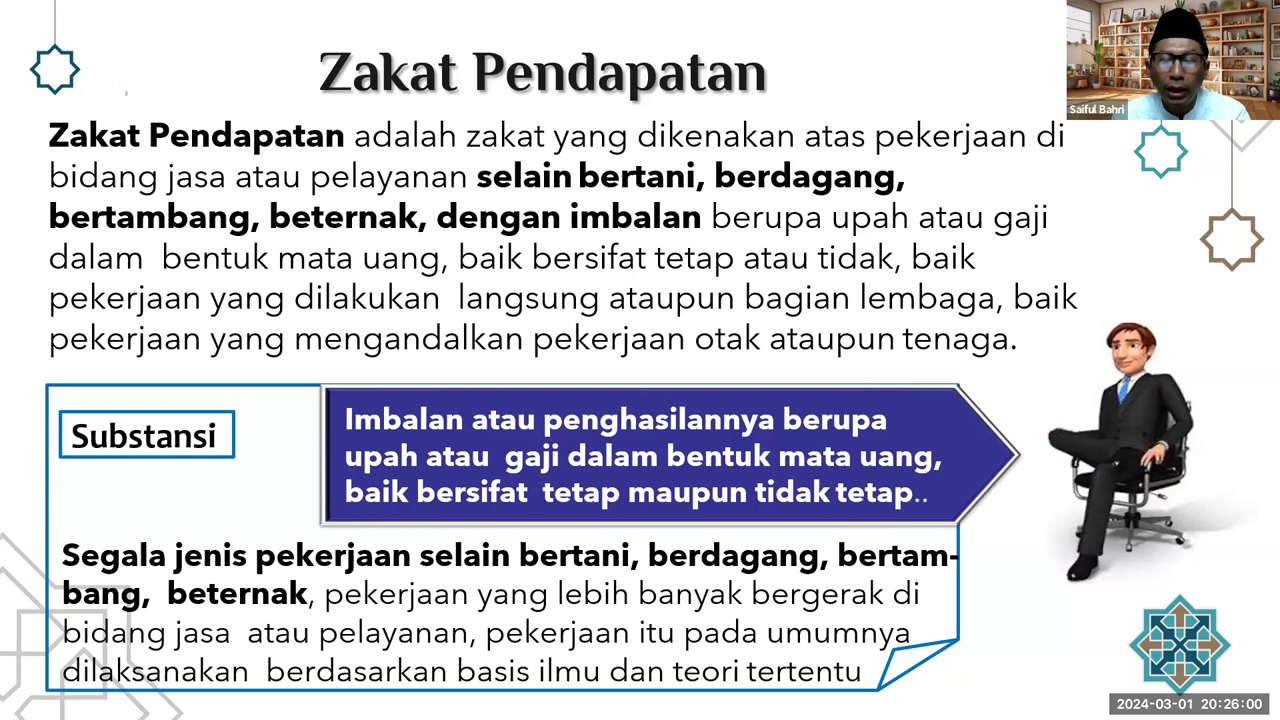 Zakat Pendapatan
Saiful Bahri
Zakat Pendapatan adalah zakat yang dikenakan atas pekerjaan di
bidang jasa atau pelayanan selain bertani, berdagang,
bertambang, beternak, dengan imbalan berupa upah atau gaji
dalam bentuk mata uang, baik bersifat tetap atau tidak, baik
pekerjaan yang dilakukan langsung ataupun bagian lembaga, baik
pekerjaan yang mengandalkan pekerjaan otak ataupun tenaga.
Substansi
Imbalan atau penghasilannya berupa
upah atau gaji dalam bentuk mata uang,
baik bersifat tetap maupun tidak tetap..
Segala jenis pekerjaan selain bertani, berdagang, bertam-
bang, beternak, pekerjaan yang lebih banyak bergerak di
bidang jasa atau pelayanan, pekerjaan itu pada umumnya
dilaksanakan berdasarkan basis ilmu dan teori tertentu
2024-03-01 20:26:00